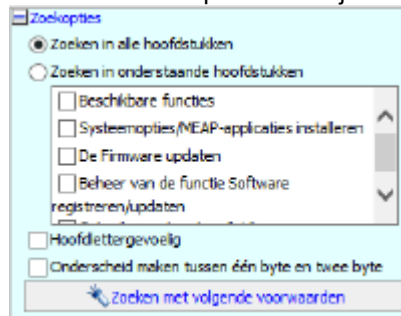 Zoekopties
Zoeken in alle hoofdstukken
Zoeken in onderstaande hoofdstukken
Beschikbare functies
Systeemopties/MEAP-applicaties installeren
De Firmware updaten
Beheer van de functie Software
registreren/updaten
Hoofdlettergevoelig
Onderscheid maken tussen één byte en twee byte
Zoeken met volgende voorwaarden